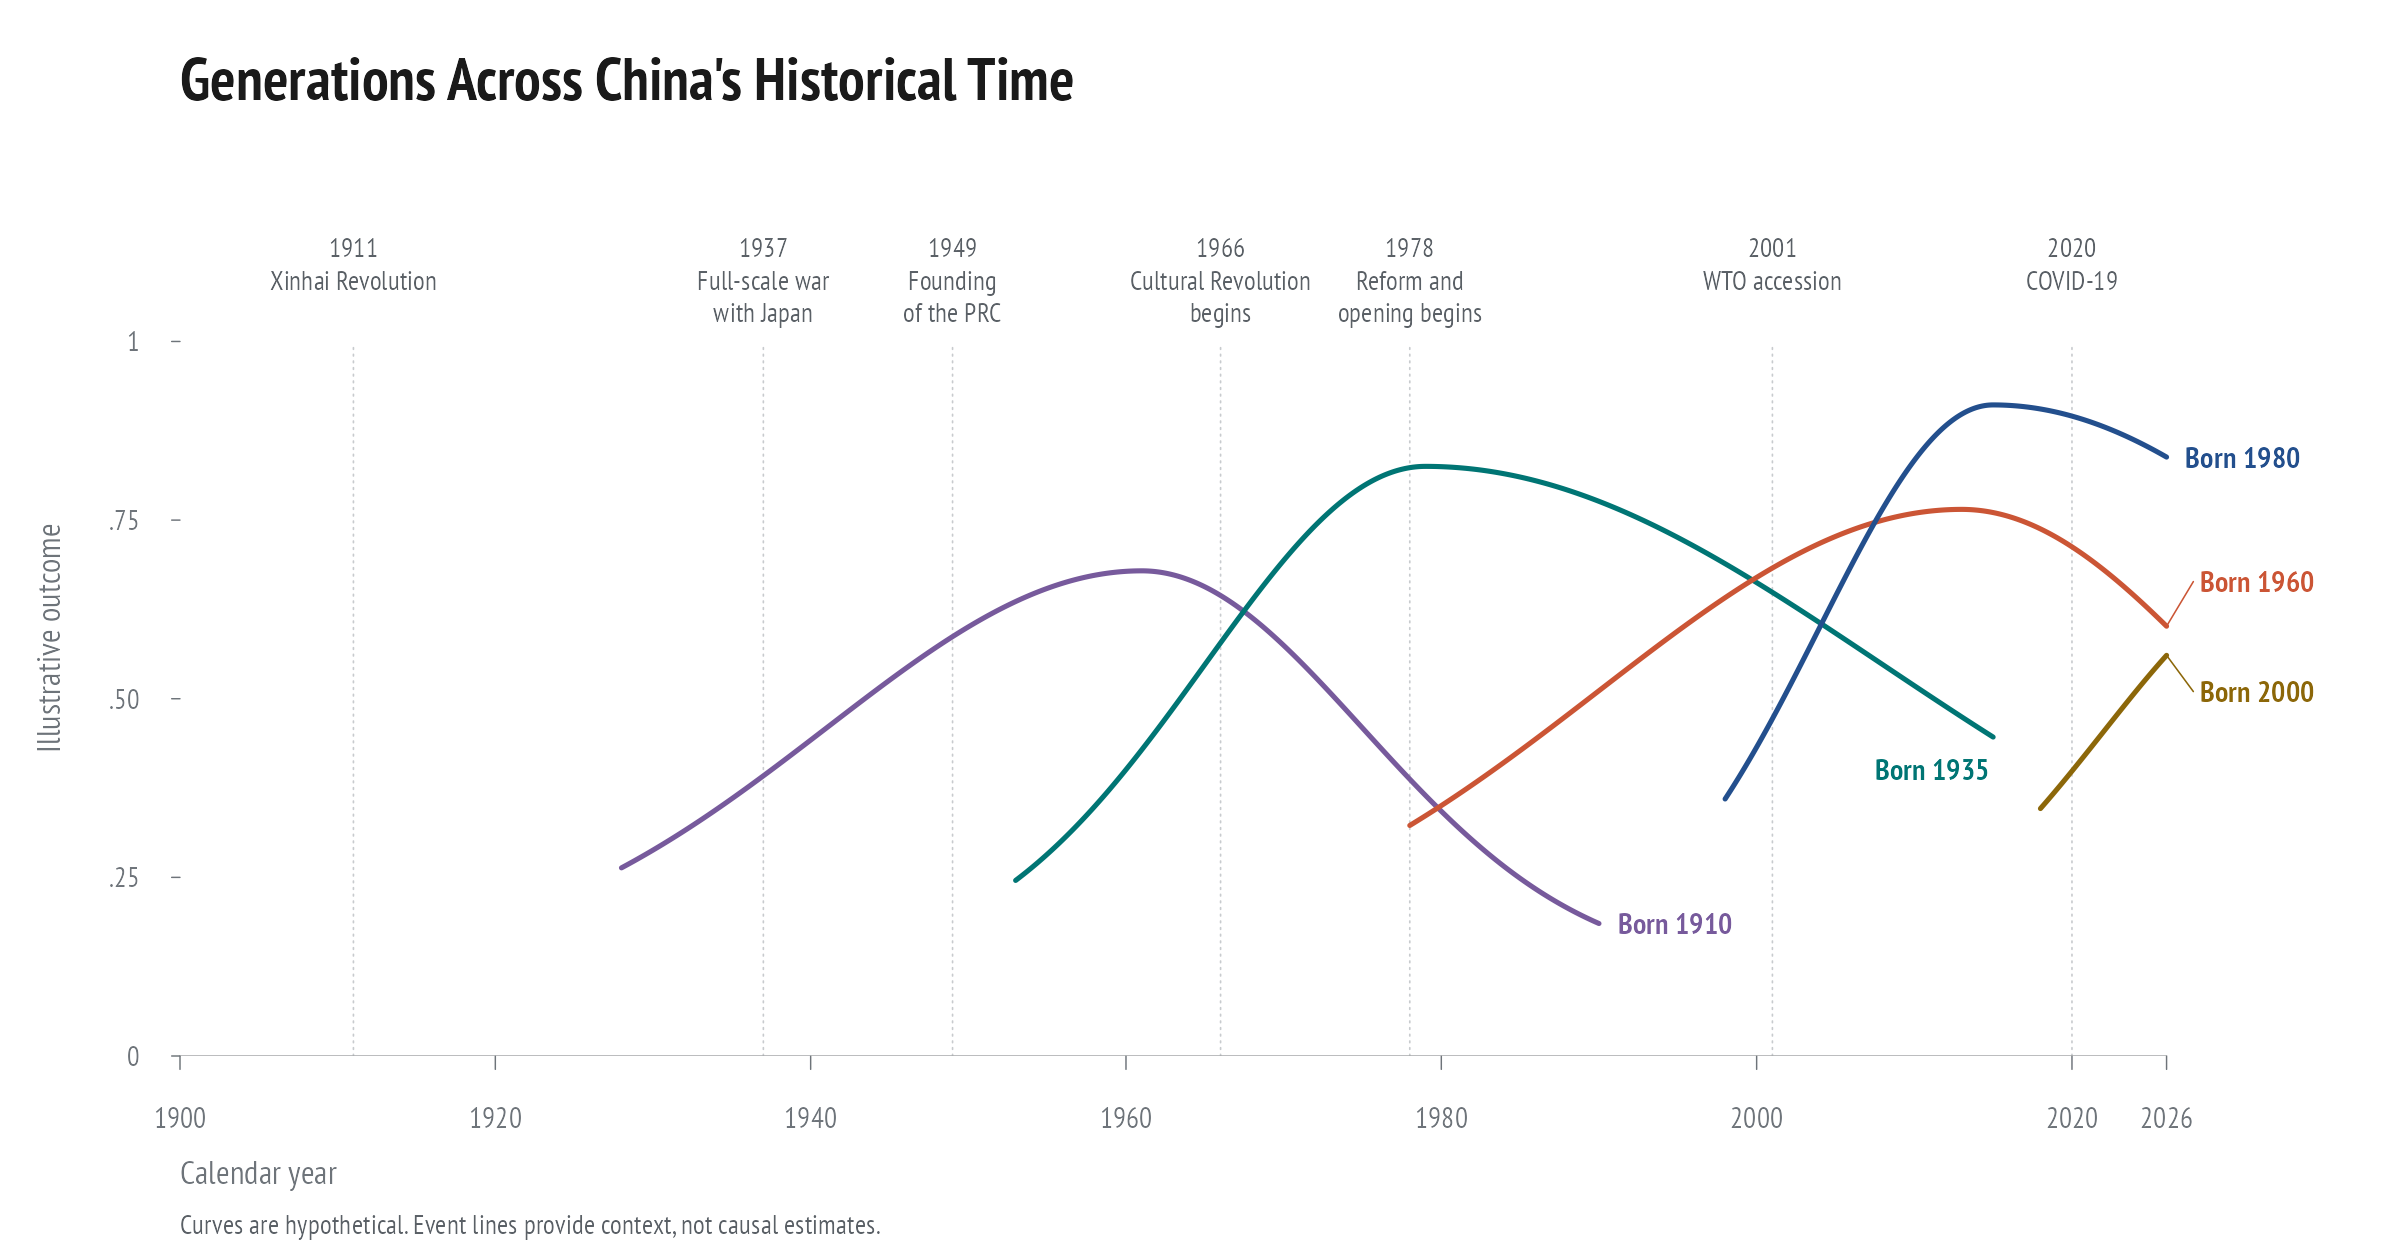 Generations Across China's Historical Time
1911
Xinhai Revolution
1937
Full-scale war
with Japan
1949
Founding
of the PRC
1966
Cultural Revolution
begins
1978
Reform and
opening begins
2001
WTO accession
2020
COVID-19
1
.75
.50
.25
0
Illustrative outcome
Born 1980
Born 1960
Born 2000
Born 1935
Born 1910
1900
1920
1940
1960
1980
2000
2020
2026
Calendar year
Curves are hypothetical. Event lines provide context, not causal estimates.